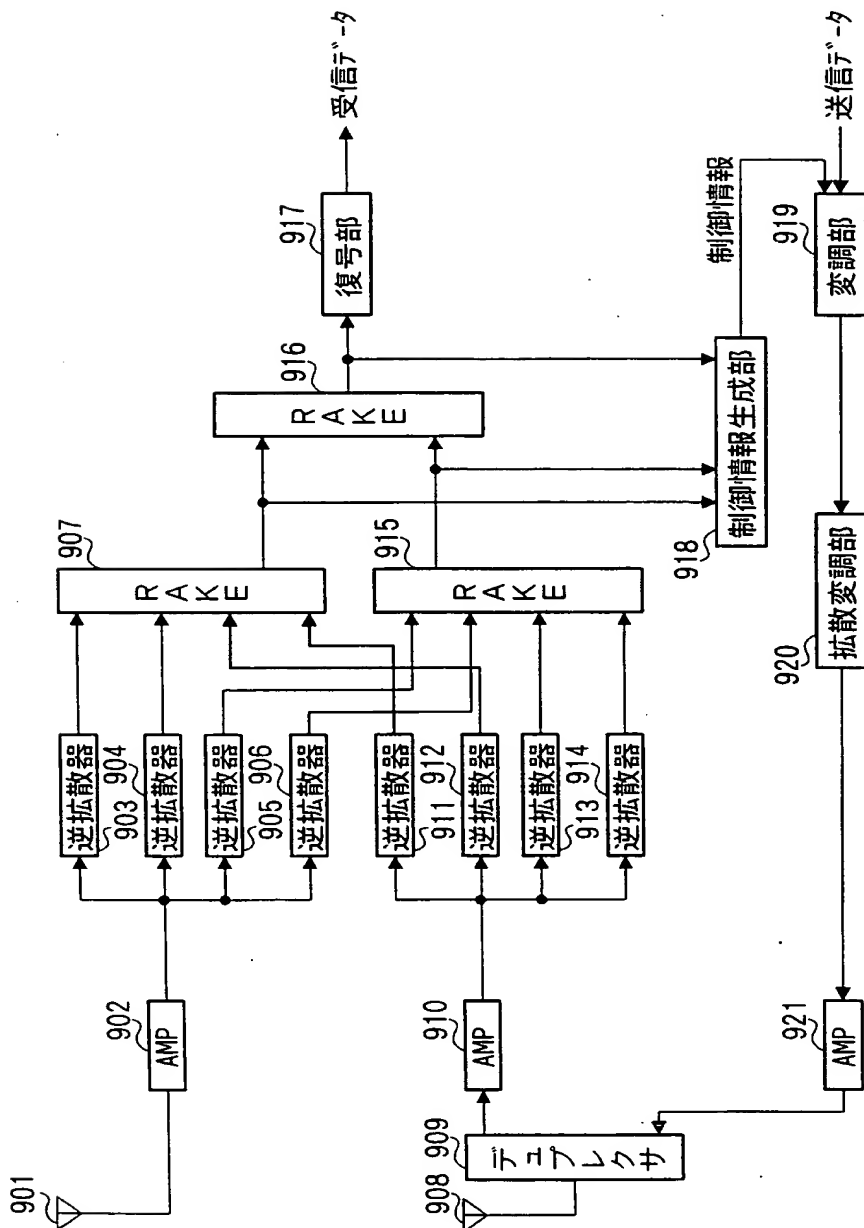 901
902
AMP
903
逆拡散器
904
逆拡散器
905
逆拡散器
906
逆拡散器
907
RAKE
908
909
デュプレクサ
910
AMP
911
逆拡散器
912
逆拡散器
913
逆拡散器
914
逆拡散器
915
RAKE
916
RAKE
917
復号部
受信データ
918
制御情報生成部
制御情報
919
変調部
送信データ
920
拡散変調部
921
AMP